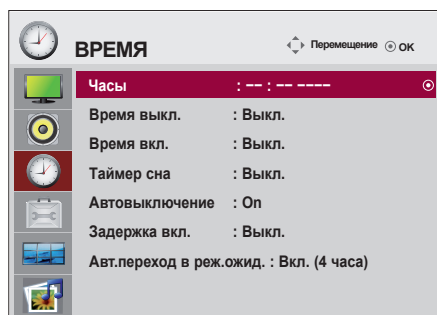 ВРЕМЯ Перемещение ОК
Часы : –– : –– ––––
Время выкл. : Выкл.
Время вкл. : Выкл.
Таймер сна : Выкл.
Автовыключение : On
Задержка вкл. : Выкл.
Авт.переход в реж.ожид. : Вкл. (4 часа)